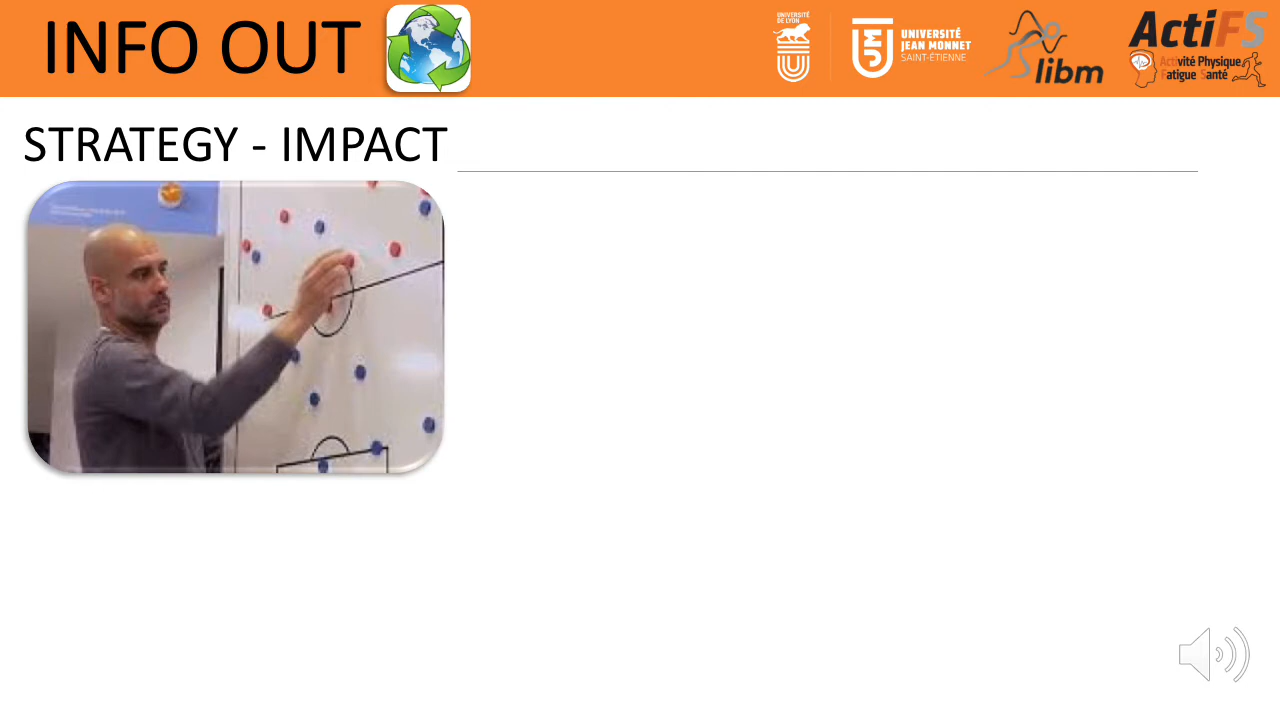 INFO OUT
UNIVERSITÉ
DE LYON
UNIVERSITÉ
JEAN MONNET
SAINT-ÉTIENNE
libm
ActiFS
Activité Physique
Fatigue Santé
STRATEGY - IMPACT